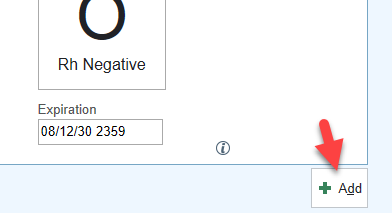 O
Rh Negative
Expiration
08/12/30 2359
i
Add